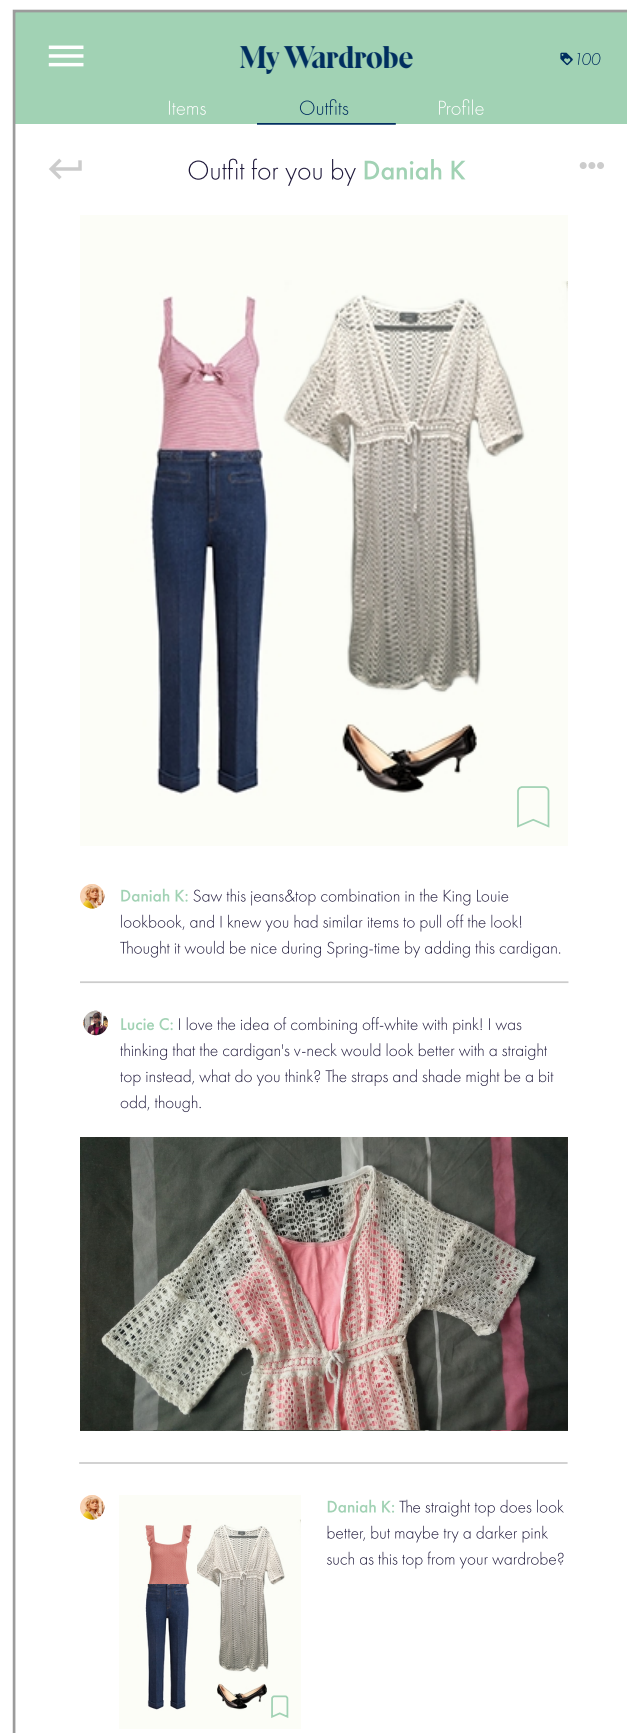 My Wardrobe
100
Items Outfits Profile
Outfit for you by Daniah K
Daniah K: Saw this jeans&top combination in the King Louie
lookbook, and I knew you had similar items to pull off the look!
Thought it would be nice during Spring-time by adding this cardigan.
Lucie C: I love the idea of combining off-white with pink! I was
thinking that the cardigan's v-neck would look better with a straight
top instead, what do you think? The straps and shade might be a bit
odd, though.
Daniah K: The straight top does look
better, but maybe try a darker pink
such as this top from your wardrobe?